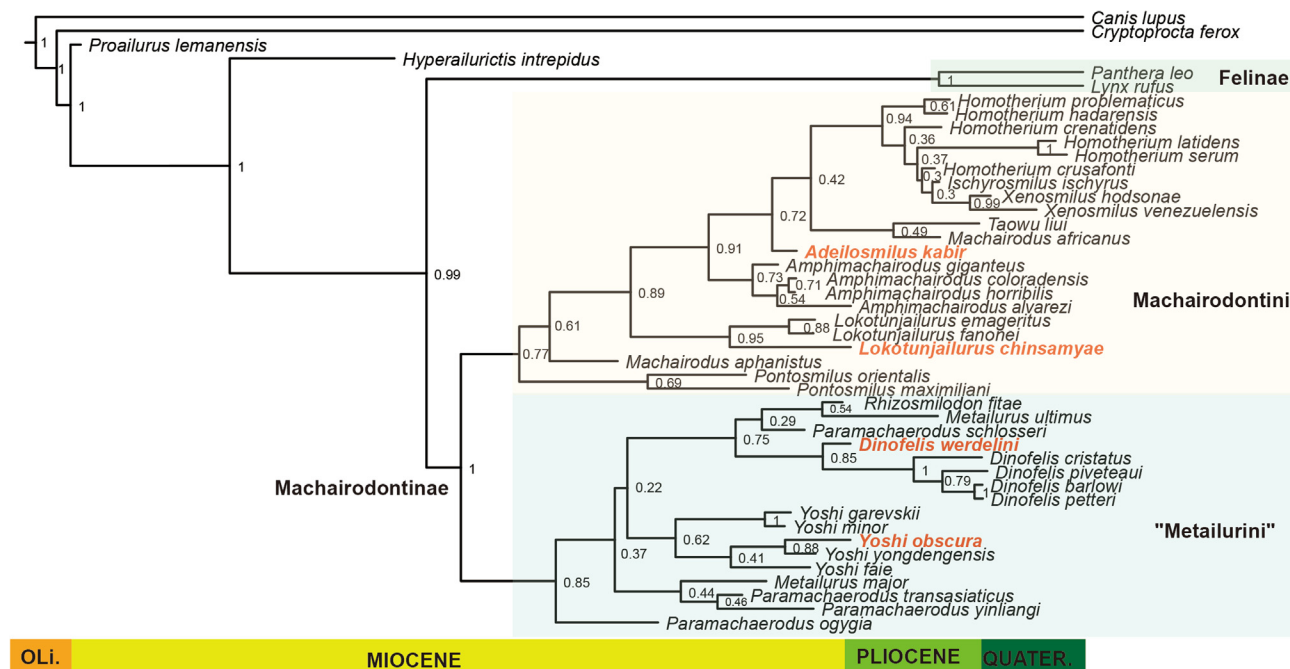 Canis lupus
1
Cryptoprocta ferox
Proailurus lemanensis
Hyperailurictis intrepidus
1
Panthera leo
Felinae
1
Lynx rufus
1
Homotherium problematicus
0.61
Homotherium hadarensis
0.94
Homotherium crenatidens
0.36
Homotherium latidens
1
Homotherium serum
0.37
Homotherium crusafonti
1
0.3
Ischyrosmilus ischyrus
0.42
0.3
Xenosmilus hodsonae
0.99
Xenosmilus venezuelensis
0.72
Taowu liui
0.49
Machairodus africanus
0.91
Adeilosmilus kabir
Amphimachairodus giganteus
0.99
0.73
Amphimachairodus coloradensis
0.71
0.89
Amphimachairodus horribilis
0.54
Machairodontini
Amphimachairodus alvarezi
Lokotunjailurus emageritus
0.88
0.61
Lokotunjailurus fanonei
0.95
Lokotunjailurus chinsamyae
0.77
Machairodus aphanistus
Pontosmilus orientalis
0.69
Pontosmilus maximiliani
Rhizosmilodon fitae
0.54
Metailurus ultimus
0.29
Paramachaerodus schlosseri
0.75
Dinofelis werdelini
0.85
Dinofelis cristatus
1
Dinofelis piveteaui
1
0.79
Dinofelis barlowi
Machairodontinae
0.22
1
Dinofelis petteri
Yoshi garevskii
1
Yoshi minor
"Metailurini"
0.62
Yoshi obscura
0.88
0.37
0.41
Yoshi yongdengensis
Yoshi faie
0.85
Metailurus major
0.44
Paramachaerodus transasiaticus
0.46
Paramachaerodus yinliangi
Paramachaerodus ogygia
OLi.
MIOCENE
PLIOCENE
QUATER.